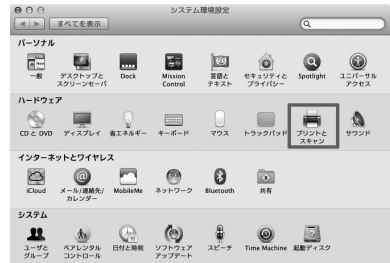 システム環境設定
すべてを表示
パーソナル
一般
デスクトップと
スクリーンセーバ
Dock
Mission
Control
言語と
テキスト
セキュリティと
プライバシー
Spotlight
ユニバーサル
アクセス
ハードウェア
CD と DVD
ディスプレイ
省エネルギー
キーボード
マウス
トラックパッド
プリントと
スキャン
サウンド
インターネットとワイヤレス
iCloud
メール/連絡先/
カレンダー
MobileMe
ネットワーク
Bluetooth
共有
システム
ユーザと
グループ
ペアレンタル
コントロール
日付と時刻
ソフトウェア
アップデート
スピーチ
Time Machine
起動ディスク